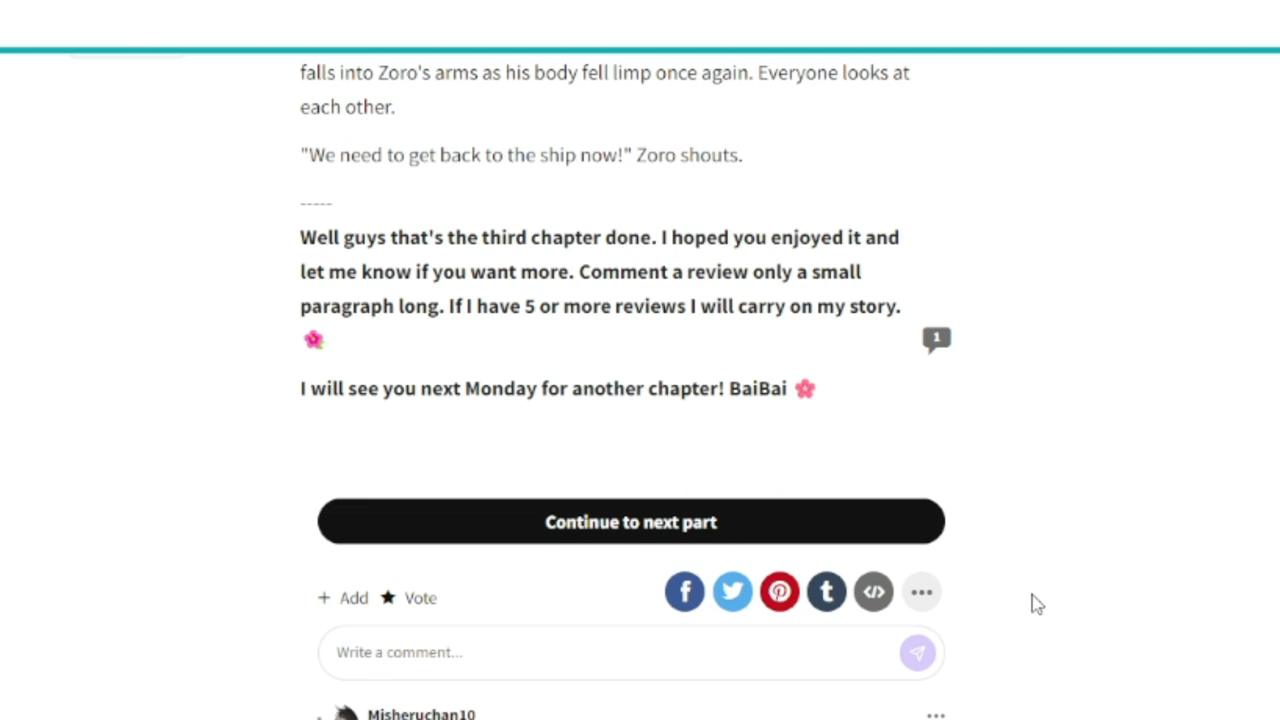 falls into Zoro's arms as his body fell limp once again. Everyone looks at
each other.
"We need to get back to the ship now!" Zoro shouts.
-----
Well guys that's the third chapter done. I hoped you enjoyed it and
let me know if you want more. Comment a review only a small
paragraph long. If I have 5 or more reviews I will carry on my story.
🌺
1
I will see you next Monday for another chapter! BaiBai 🌸
Continue to next part
+ Add ★ Vote
Write a comment...
Misheruchan10